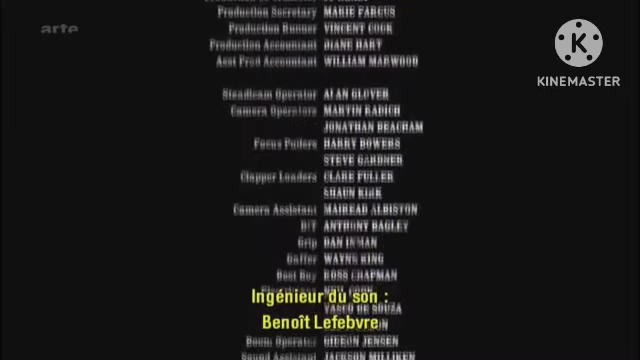 arte
KINEMASTER
Production Secretary MARIE FARGUS
Production Runner VINCENT COOK
Production Accountant DIANE HART
Asst Prod Accountant WILLIAM MARWOOD
Steadicam Operator ALAN GLOVER
Camera Operators MARTIN RADICH
JONATHAN BEACHAM
Focus Pullers HARRY BOWERS
STEVE GARDNER
Clapper Loaders CLARE FULLER
SHAUN KIRK
Camera Assistant MAIREAD ALBISTON
DIT ANTHONY BAGLEY
Grip DAN INMAN
Gaffer WAYNE KING
Best Boy ROSS CHAPMAN
VASCO DE SOUZA
Ingénieur du son :
Benoît Lefebvre
Boom Operator GIDEON JENSEN
Sound Assistant JACKSON MILLIKEN